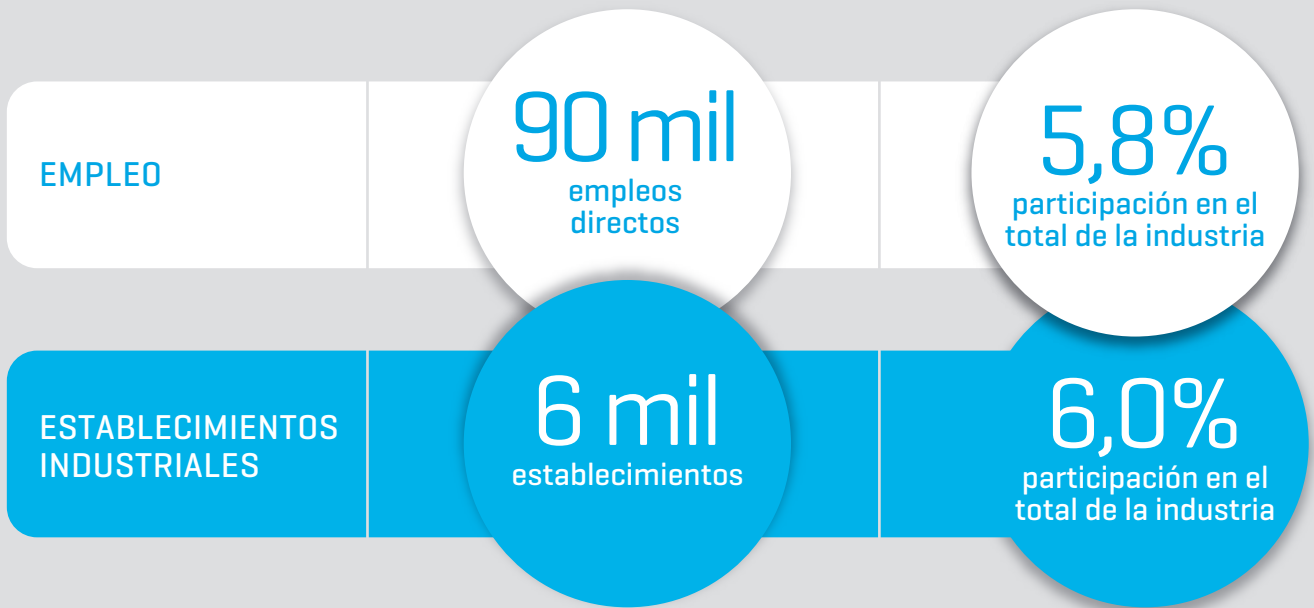 EMPLEO
90 mil
empleos
directos
5,8%
participación en el
total de la industria
ESTABLECIMIENTOS
INDUSTRIALES
6 mil
establecimientos
6,0%
participación en el
total de la industria